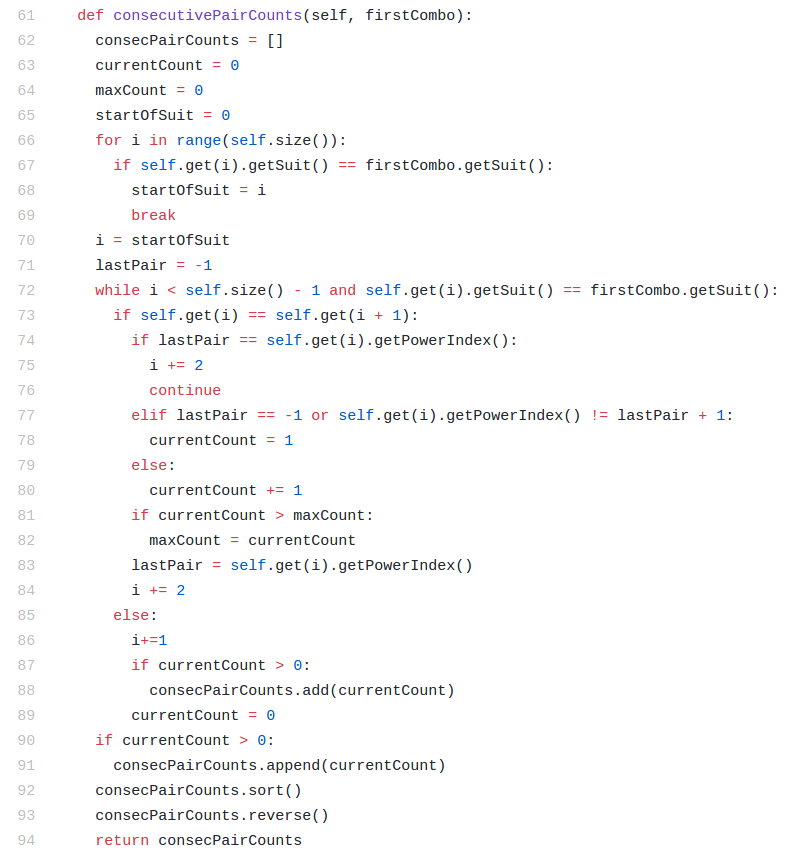 61 def consecutivePairCounts(self, firstCombo):
62 consecPairCounts = []
63 currentCount = 0
64 maxCount = 0
65 startOfSuit = 0
66 for i in range(self.size()):
67 if self.get(i).getSuit() == firstCombo.getSuit():
68 startOfSuit = i
69 break
70 i = startOfSuit
71 lastPair = -1
72 while i < self.size() - 1 and self.get(i).getSuit() == firstCombo.getSuit():
73 if self.get(i) == self.get(i + 1):
74 if lastPair == self.get(i).getPowerIndex():
75 i += 2
76 continue
77 elif lastPair == -1 or self.get(i).getPowerIndex() != lastPair + 1:
78 currentCount = 1
79 else:
80 currentCount += 1
81 if currentCount > maxCount:
82 maxCount = currentCount
83 lastPair = self.get(i).getPowerIndex()
84 i += 2
85 else:
86 i+=1
87 if currentCount > 0:
88 consecPairCounts.add(currentCount)
89 currentCount = 0
90 if currentCount > 0:
91 consecPairCounts.append(currentCount)
92 consecPairCounts.sort()
93 consecPairCounts.reverse()
94 return consecPairCounts